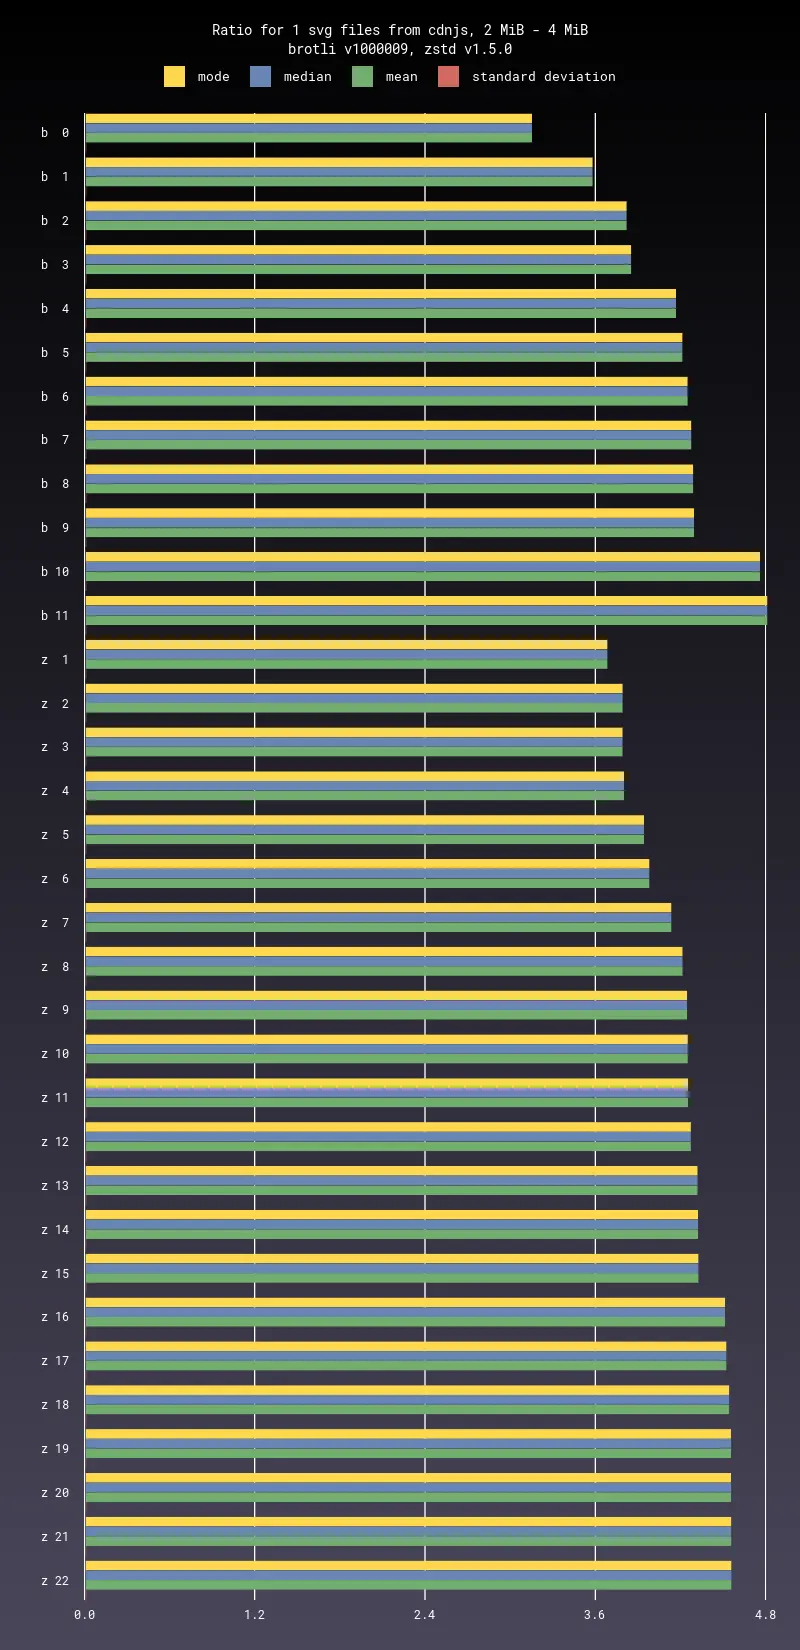 Ratio for 1 svg files from cdnjs, 2 MiB - 4 MiB
brotli v1000009, zstd v1.5.0
mode median mean standard deviation
b 0
b 1
b 2
b 3
b 4
b 5
b 6
b 7
b 8
b 9
b 10
b 11
z 1
z 2
z 3
z 4
z 5
z 6
z 7
z 8
z 9
z 10
z 11
z 12
z 13
z 14
z 15
z 16
z 17
z 18
z 19
z 20
z 21
z 22
0.0 1.2 2.4 3.6 4.8